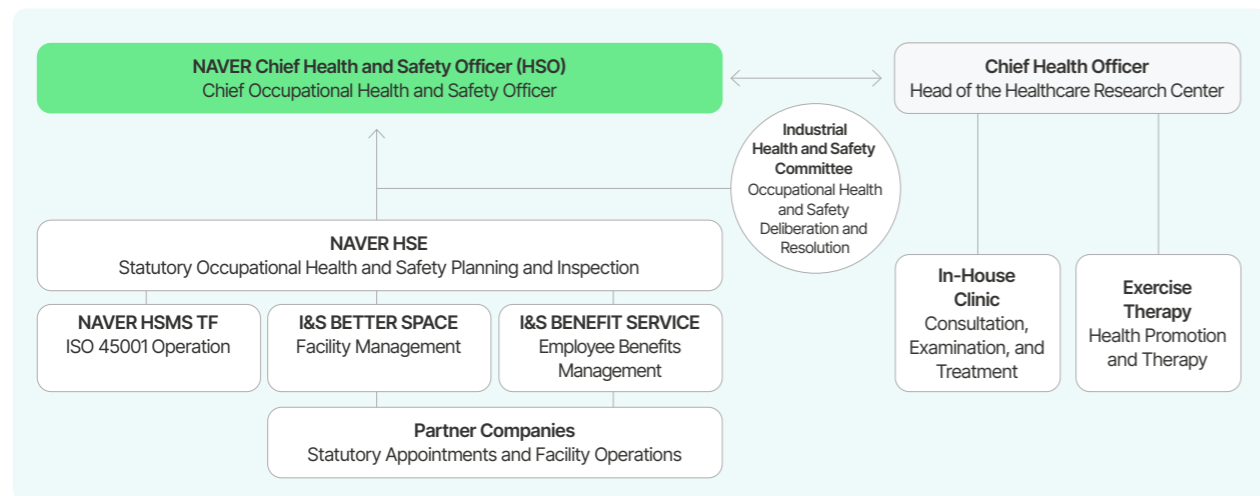 NAVER Chief Health and Safety Officer (HSO)
Chief Occupational Health and Safety Officer
Chief Health Officer
Head of the Healthcare Research Center
Industrial
Health and Safety
Committee
Occupational Health
and Safety
Deliberation and
Resolution
NAVER HSE
Statutory Occupational Health and Safety Planning and Inspection
NAVER HSMS TF
ISO 45001 Operation
I&S BETTER SPACE
Facility Management
I&S BENEFIT SERVICE
Employee Benefits
Management
In-House
Clinic
Consultation,
Examination, and
Treatment
Exercise
Therapy
Health Promotion
and Therapy
Partner Companies
Statutory Appointments and Facility Operations